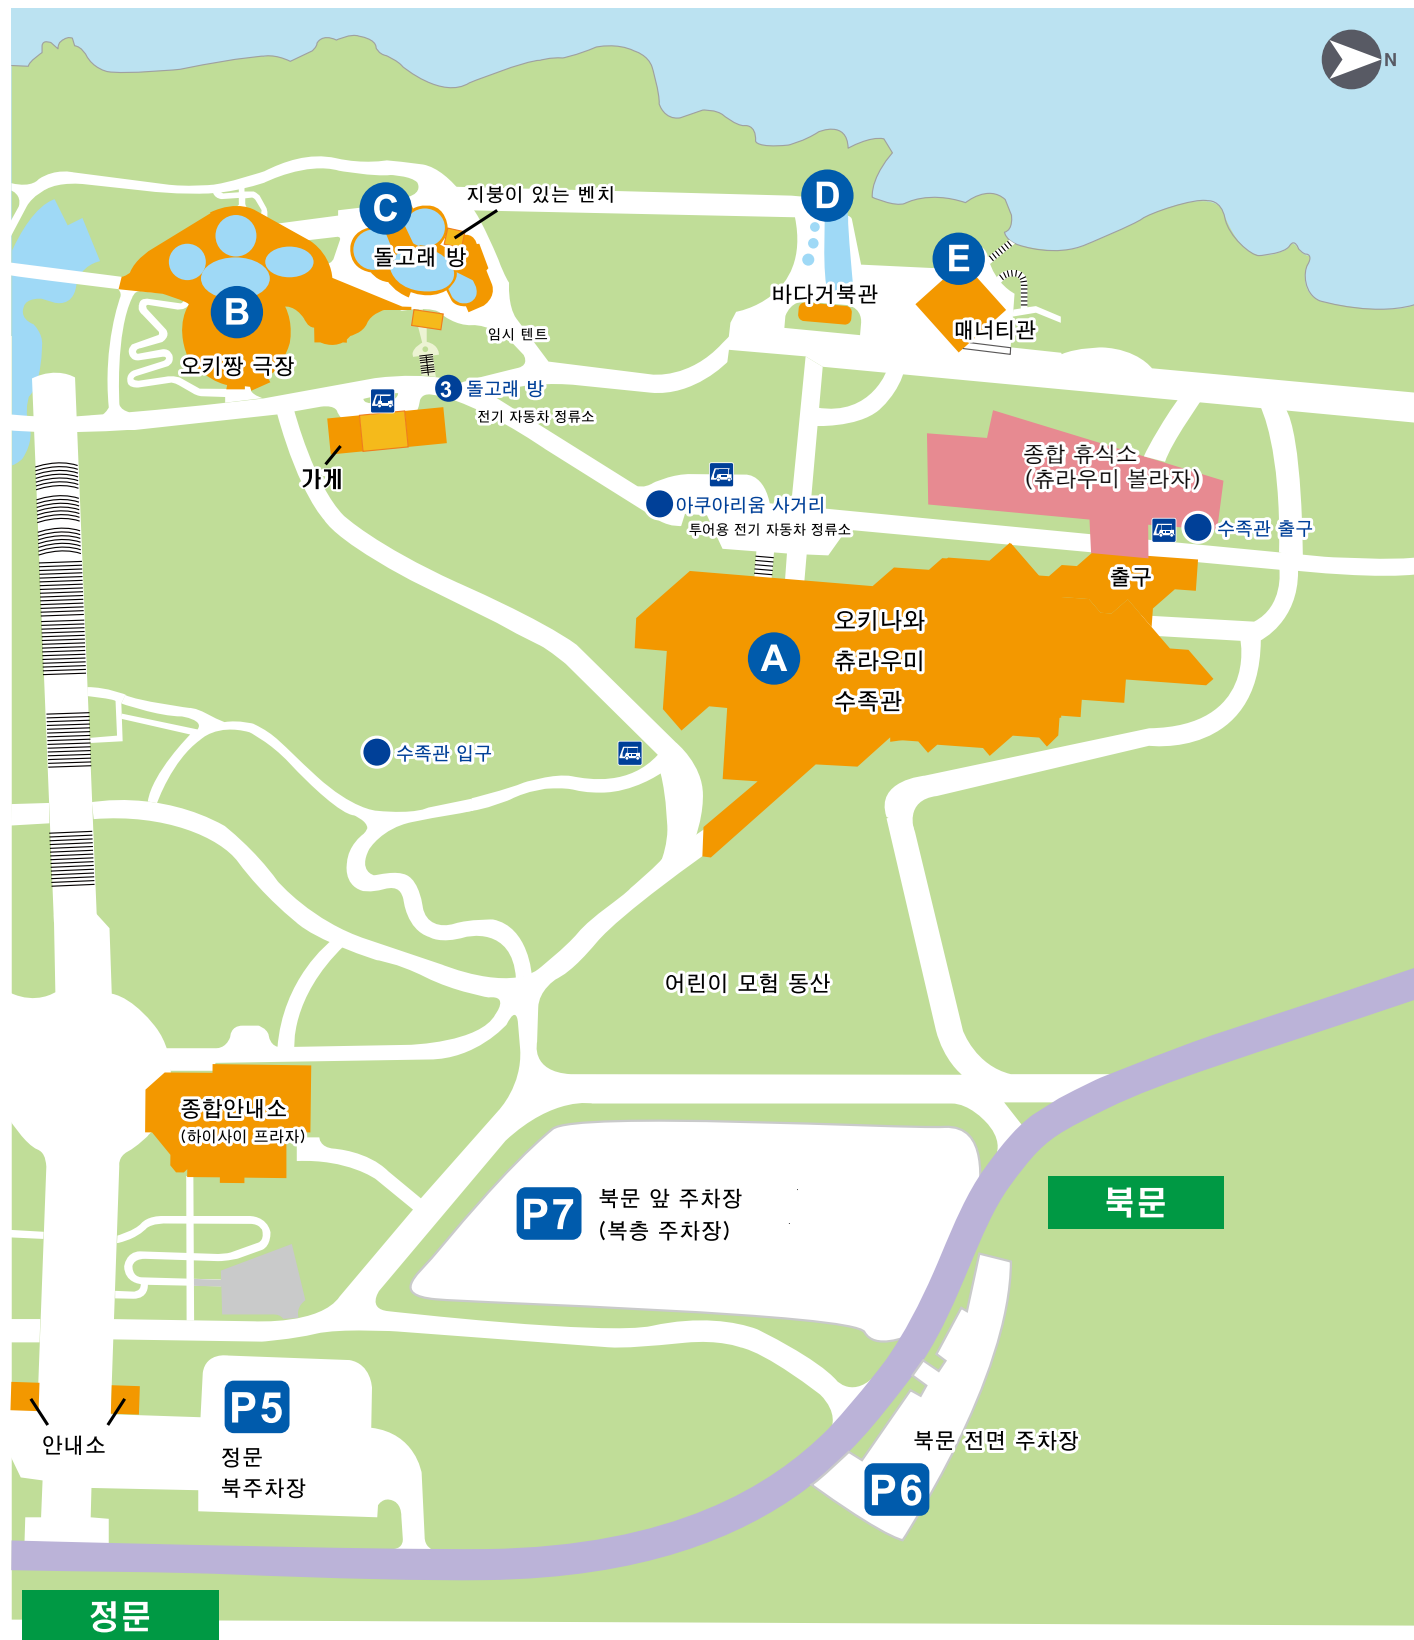 N
C
지붕이 있는 벤치
돌고래 방
D
바다거북관
E
매너티관
B
오키짱 극장
임시 텐트
3 돌고래 방
전기 자동차 정류소
가게
종합 휴식소
(츄라우미 볼라자)
아쿠아리움 사거리
투어용 전기 자동차 정류소
수족관 출구
출구
A
오키나와
츄라우미
수족관
수족관 입구
어린이 모험 동산
종합안내소
(하이사이 프라자)
P7
북문 앞 주차장
(복층 주차장)
북문
P5
정문
북주차장
안내소
북문 전면 주차장
P6
정문